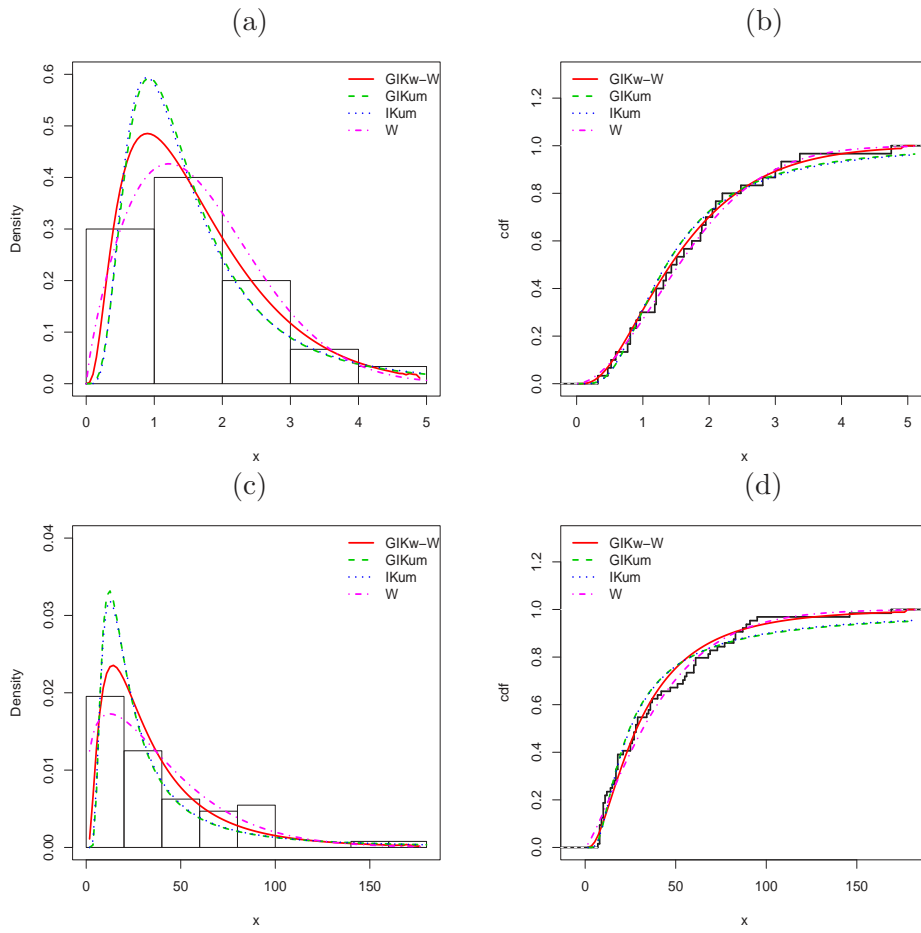 (a)
(b)
GIKw−W
GIKum
IKum
W
Density
0.0 0.1 0.2 0.3 0.4 0.5 0.6
0 1 2 3 4 5
x
GIKw−W
GIKum
IKum
W
cdf
0.0 0.2 0.4 0.6 0.8 1.0 1.2
0 1 2 3 4 5
x
(c)
(d)
GIKw−W
GIKum
IKum
W
Density
0.00 0.01 0.02 0.03 0.04
0 50 100 150
x
GIKw−W
GIKum
IKum
W
cdf
0.0 0.2 0.4 0.6 0.8 1.0 1.2
0 50 100 150
x